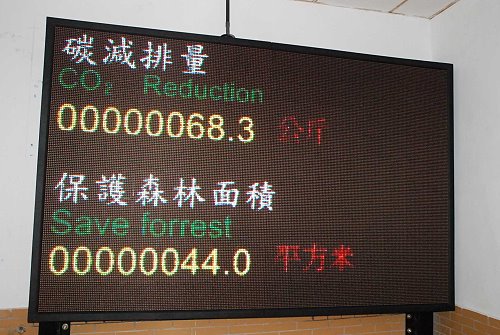 碳減排量
CO₂ Reduction
00000068.3 公斤
保護森林面積
Save forrest
00000044.0 平方米